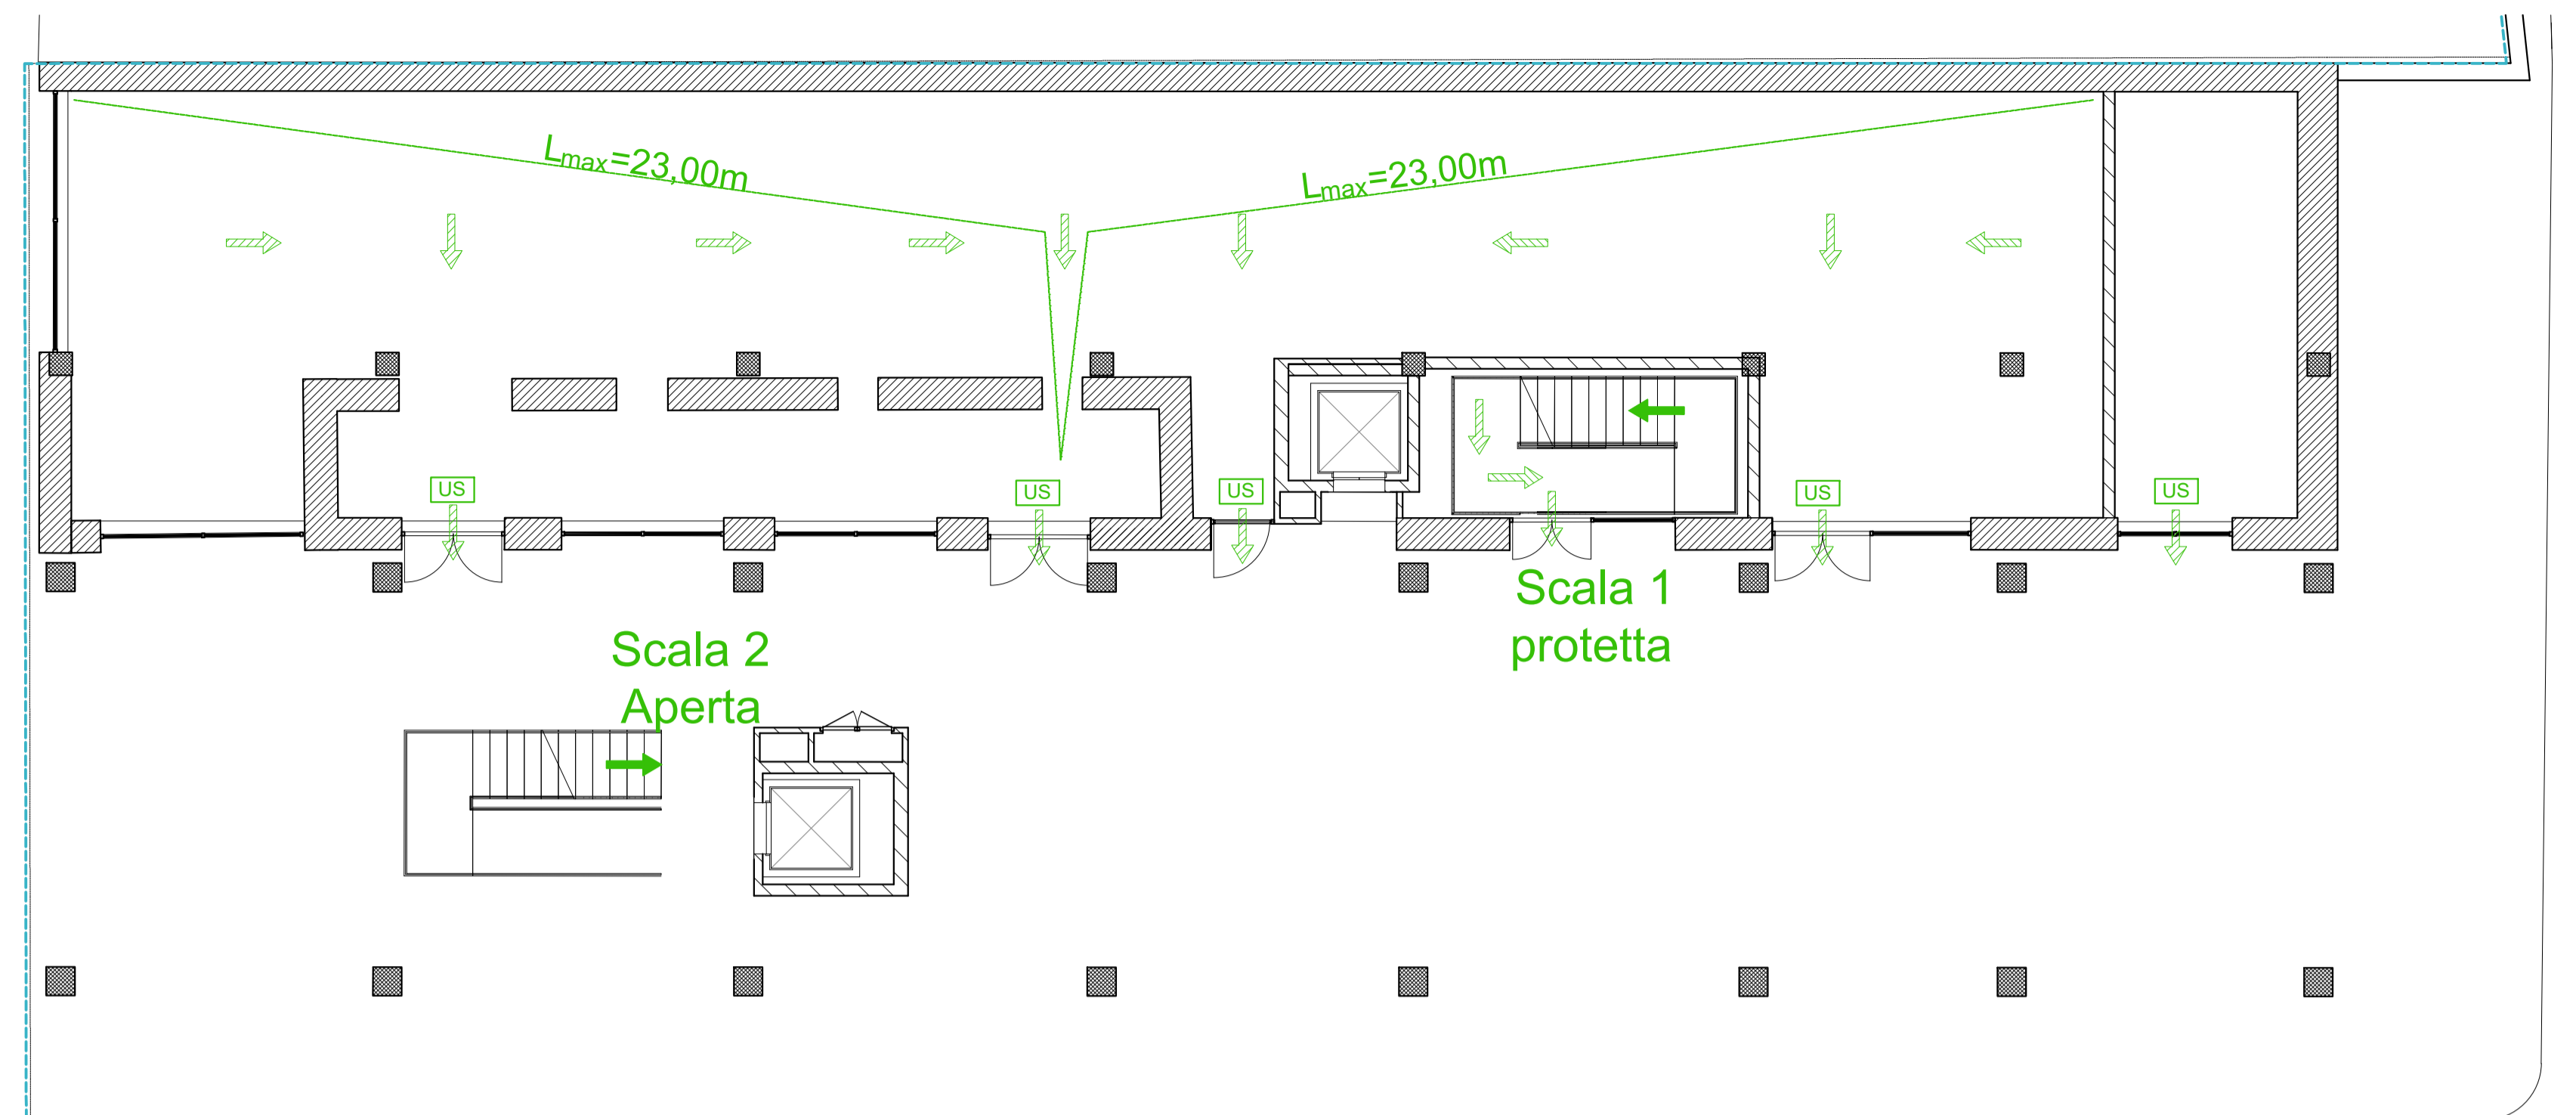 Lmax=23,00m
Lmax=23,00m
US
US
US
US
US
Scala 1
protetta
Scala 2
Aperta